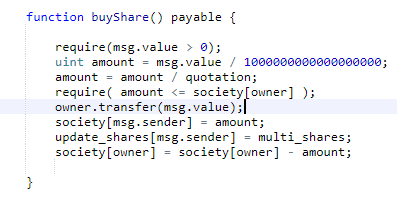 function buyShare() payable {
require(msg.value > 0);
uint amount = msg.value / 1000000000000000000;
amount = amount / quotation;
require( amount <= society[owner] );
owner.transfer(msg.value);
society[msg.sender] = amount;
update_shares[msg.sender] = multi_shares;
society[owner] = society[owner] - amount;
}